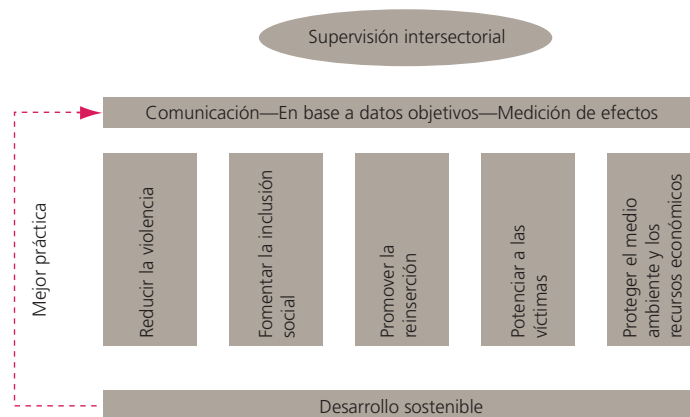 Supervisión intersectorial
Comunicación—En base a datos objetivos—Medición de efectos
Mejor práctica
Reducir la violencia
Fomentar la inclusión
social
Promover la
reinserción
Potenciar a las
víctimas
Proteger el medio
ambiente y los
recursos económicos
Desarrollo sostenible